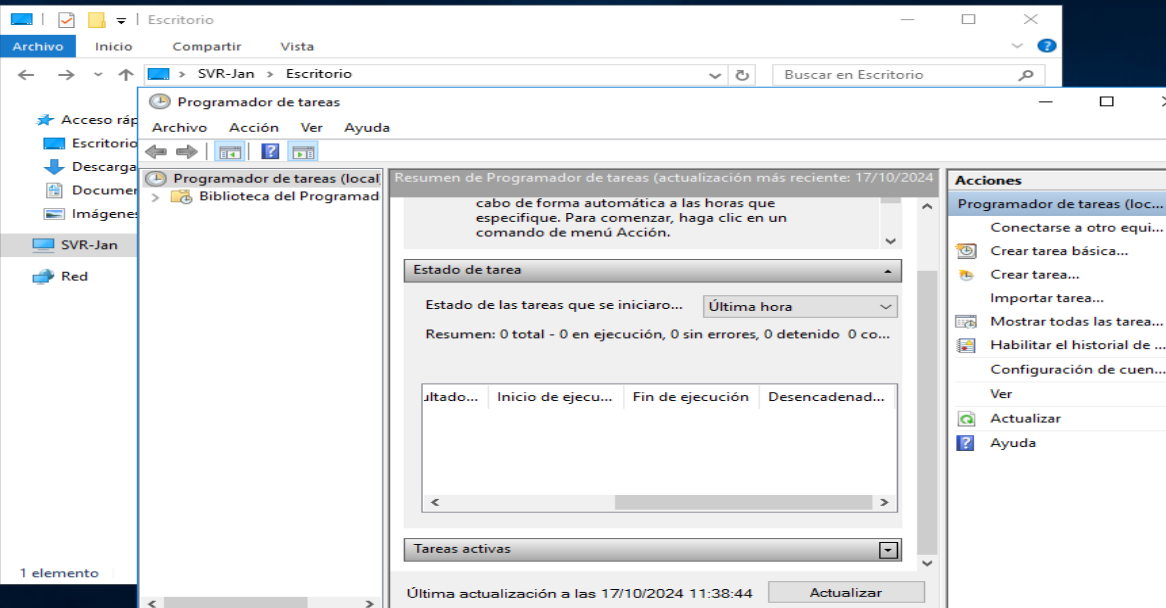 Escritorio
Archivo Inicio Compartir Vista
SVR-Jan > Escritorio
Buscar en Escritorio
Acceso ráp
Escritorio
Descarga
Documen
Imágenes
SVR-Jan
Red
1 elemento
Programador de tareas
Archivo Acción Ver Ayuda
Programador de tareas (local
Biblioteca del Programad
Resumen de Programador de tareas (actualización más reciente: 17/10/2024
cabo de forma automática a las horas que
especifique. Para comenzar, haga clic en un
comando de menú Acción.
Estado de tarea
Estado de las tareas que se iniciaro... Última hora
Resumen: 0 total - 0 en ejecución, 0 sin errores, 0 detenido 0 co...
ultado... Inicio de ejecu... Fin de ejecución Desencadenad...
Tareas activas
Última actualización a las 17/10/2024 11:38:44 Actualizar
Acciones
Programador de tareas (loc...
Conectarse a otro equi...
Crear tarea básica...
Crear tarea...
Importar tarea...
Mostrar todas las tarea...
Habilitar el historial de ...
Configuración de cuen...
Ver
Actualizar
Ayuda